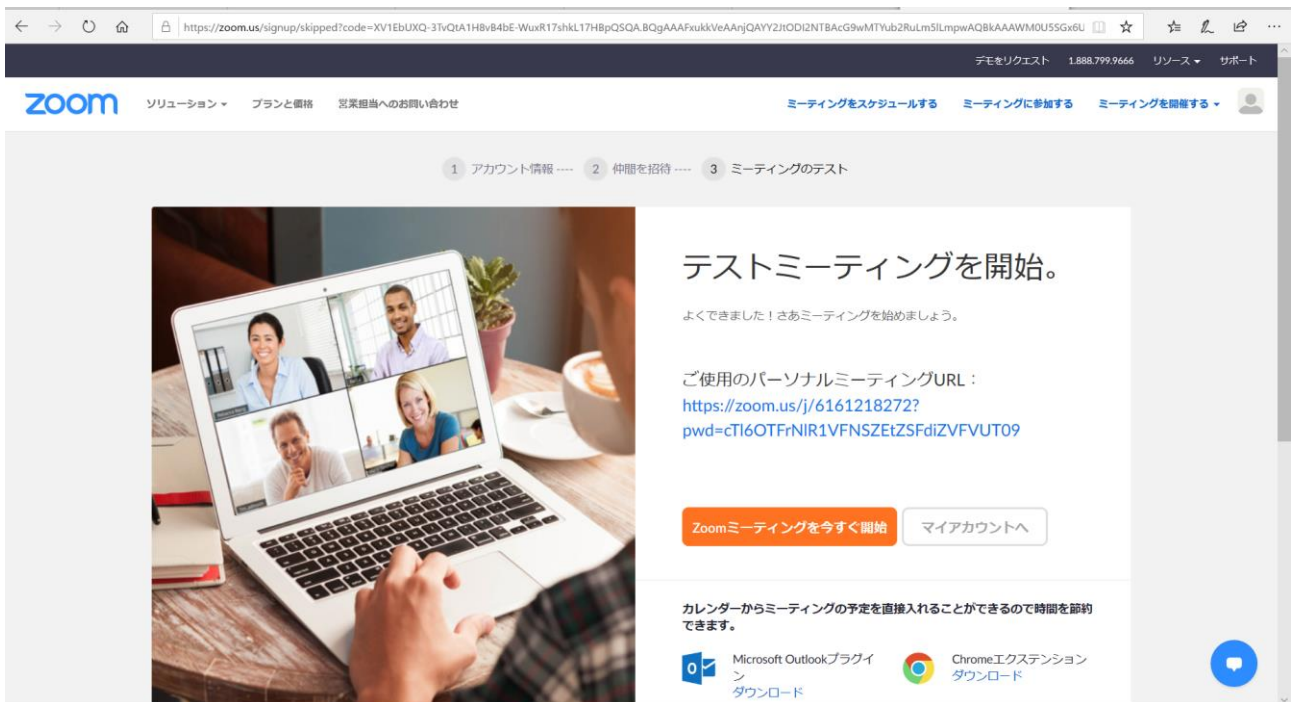 https://zoom.us/signup/skipped?code=XV1EbUXQ-3TvQtA1H8vB4bE-WuxR17shkL17HBpQSQA.BQgAAAFxukkVeAAnjQAYY2JtODI2NTBAcG9wMTYub2RuLm5lLmpwAQBkAAAWM0U5SGx6U
デモをリクエスト 1.888.799.9666 リソース サポート
zoom ソリューション プランと価格 営業担当へのお問い合わせ ミーティングをスケジュールする ミーティングに参加する ミーティングを開催する
1 アカウント情報 ---- 2 仲間を招待 ---- 3 ミーティングのテスト
テストミーティングを開始。
よくできました！さあミーティングを始めましょう。
ご使用のパーソナルミーティングURL：
https://zoom.us/j/6161218272?
pwd=cTl6OTFrNlR1VFNSZEtZSFdiZVFVUT09
Zoomミーティングを今すぐ開始 マイアカウントへ
カレンダーからミーティングの予定を直接入れることができるので時間を節約
できます。
Microsoft Outlookプラグイ
ン
ダウンロード
Chromeエクステンション
ダウンロード